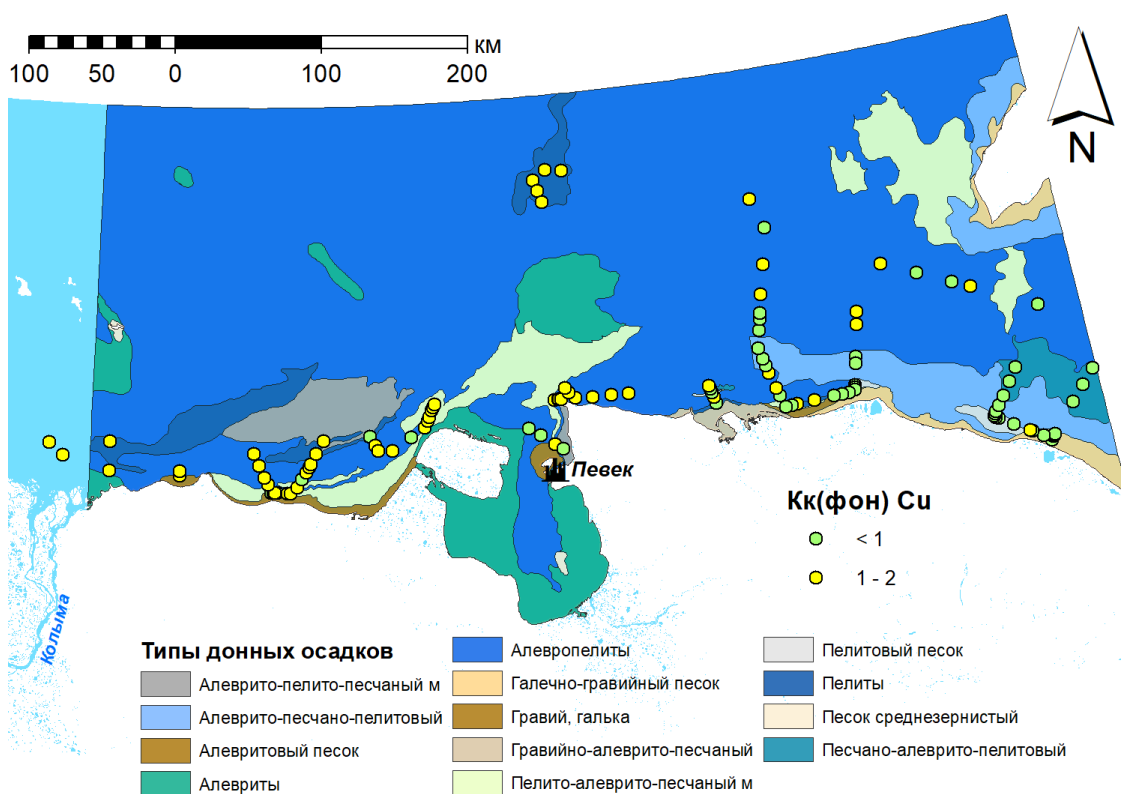 км
100 50 0 100 200
N
Певек
Кк(фон) Cu
< 1
1 - 2
Колыма
Типы донных осадков
Алеврито-пелито-песчаный м
Алеврито-песчано-пелитовый
Алевритовый песок
Алевриты
Алевропелиты
Галечно-гравийный песок
Гравий, галька
Гравийно-алеврито-песчаный
Пелито-алеврито-песчаный м
Пелитовый песок
Пелиты
Песок среднезернистый
Песчано-алеврито-пелитовый